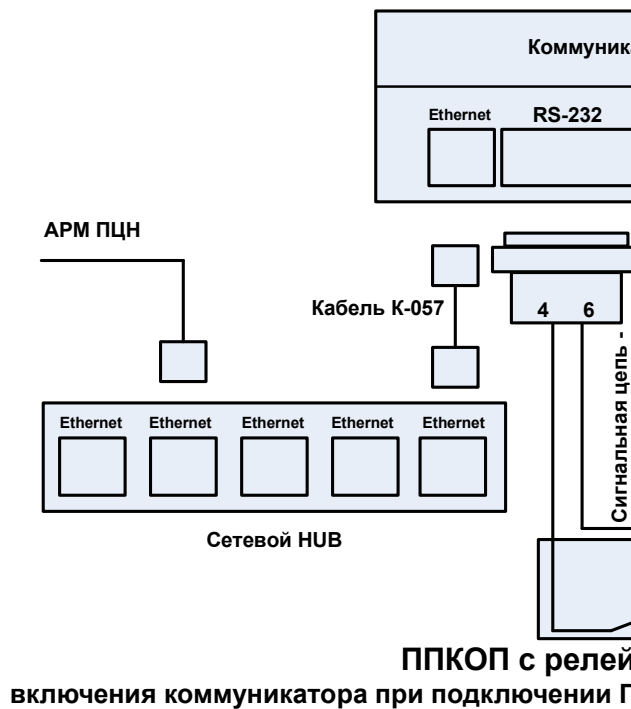 Коммуник
Ethernet RS-232
АРМ ПЦН
Кабель К-057
4 6
Сигнальная цепь -
Ethernet Ethernet Ethernet Ethernet Ethernet
Сетевой HUB
ППКОП с релей
включения коммуникатора при подключении П